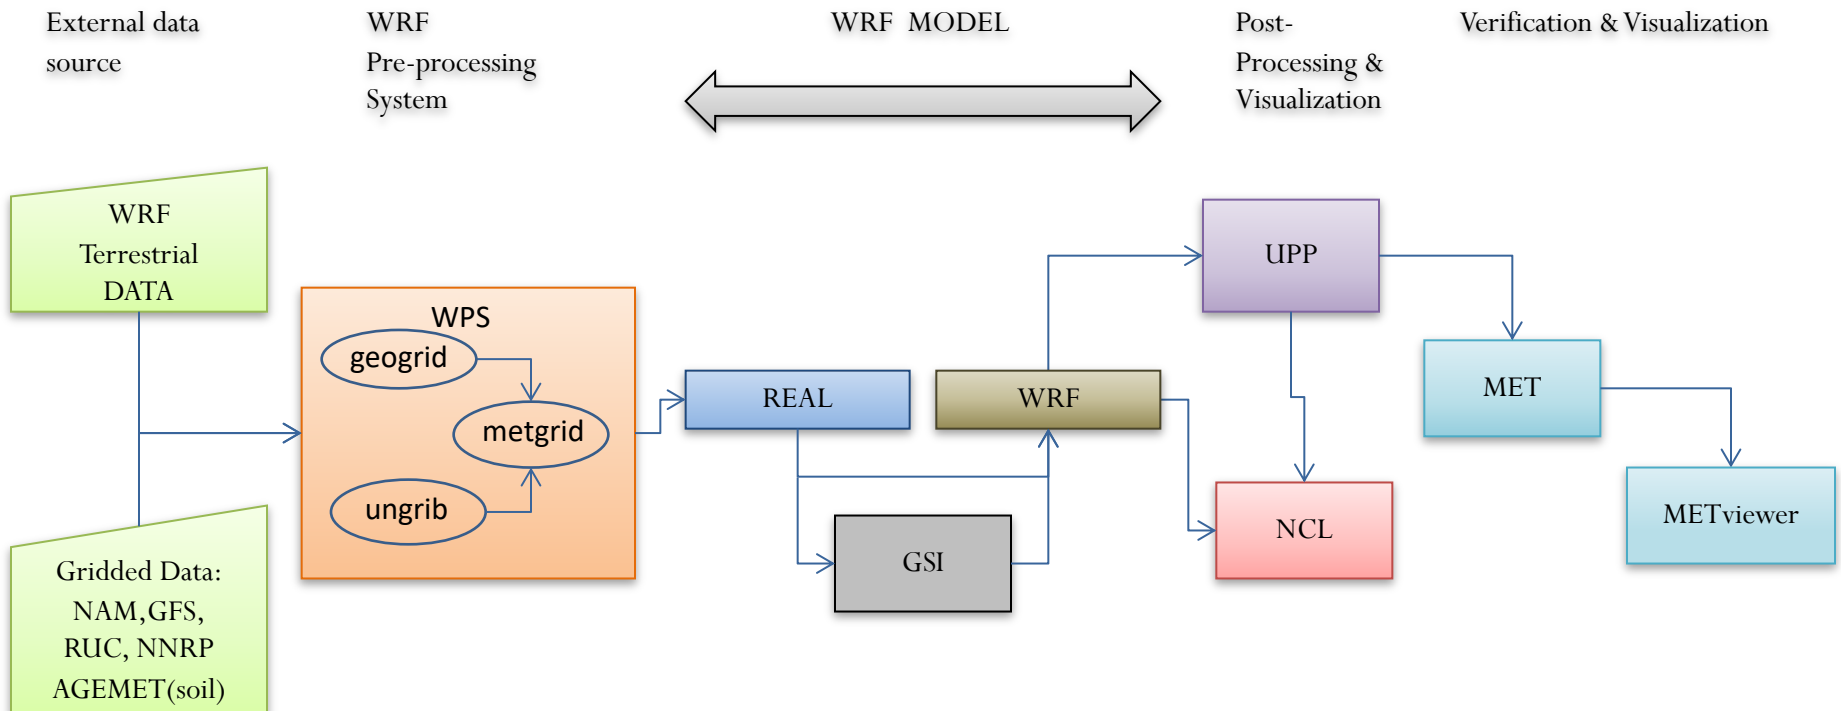 External data
source
WRF
Pre-processing
System
WRF MODEL
Post-
Processing &
Visualization
Verification & Visualization
WRF
Terrestrial
DATA
Gridded Data:
NAM,GFS,
RUC, NNRP
AGEMET(soil)
WPS
geogrid
metgrid
ungrib
REAL
GSI
WRF
UPP
NCL
MET
METviewer